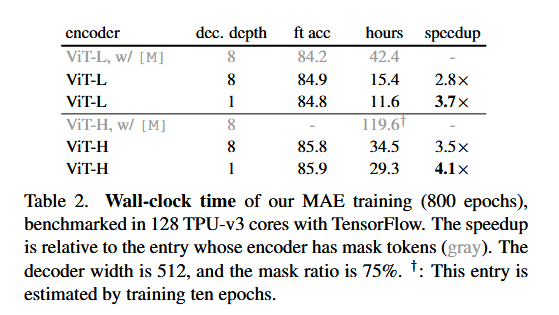 encoder dec. depth ft acc hours speedup
ViT-L, w/ [M] 8 84.2 42.4 -
ViT-L 8 84.9 15.4 2.8×
ViT-L 1 84.8 11.6 3.7×
ViT-H, w/ [M] 8 - 119.6† -
ViT-H 8 85.8 34.5 3.5×
ViT-H 1 85.9 29.3 4.1×
Table 2. Wall-clock time of our MAE training (800 epochs),
benchmarked in 128 TPU-v3 cores with TensorFlow. The speedup
is relative to the entry whose encoder has mask tokens (gray). The
decoder width is 512, and the mask ratio is 75%. †: This entry is
estimated by training ten epochs.